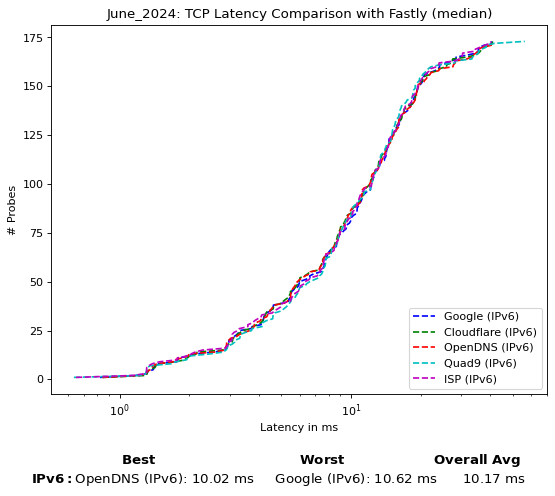 June_2024: TCP Latency Comparison with Fastly (median)
175
150
125
100
75
50
25
0
# Probes
10⁰
10¹
Latency in ms
Google (IPv6)
Cloudflare (IPv6)
OpenDNS (IPv6)
Quad9 (IPv6)
ISP (IPv6)
Best Worst Overall Avg
IPv6: OpenDNS (IPv6): 10.02 ms Google (IPv6): 10.62 ms 10.17 ms